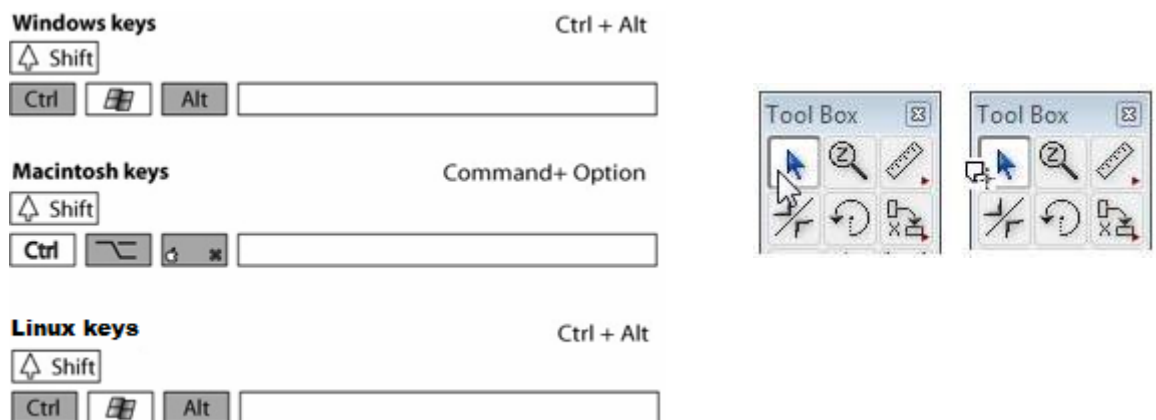 Windows keys Ctrl + Alt
Shift
Ctrl Alt
Macintosh keys Command+ Option
Shift
Ctrl
Linux keys Ctrl + Alt
Shift
Ctrl Alt
Tool Box
Z
X
Tool Box
Z
X